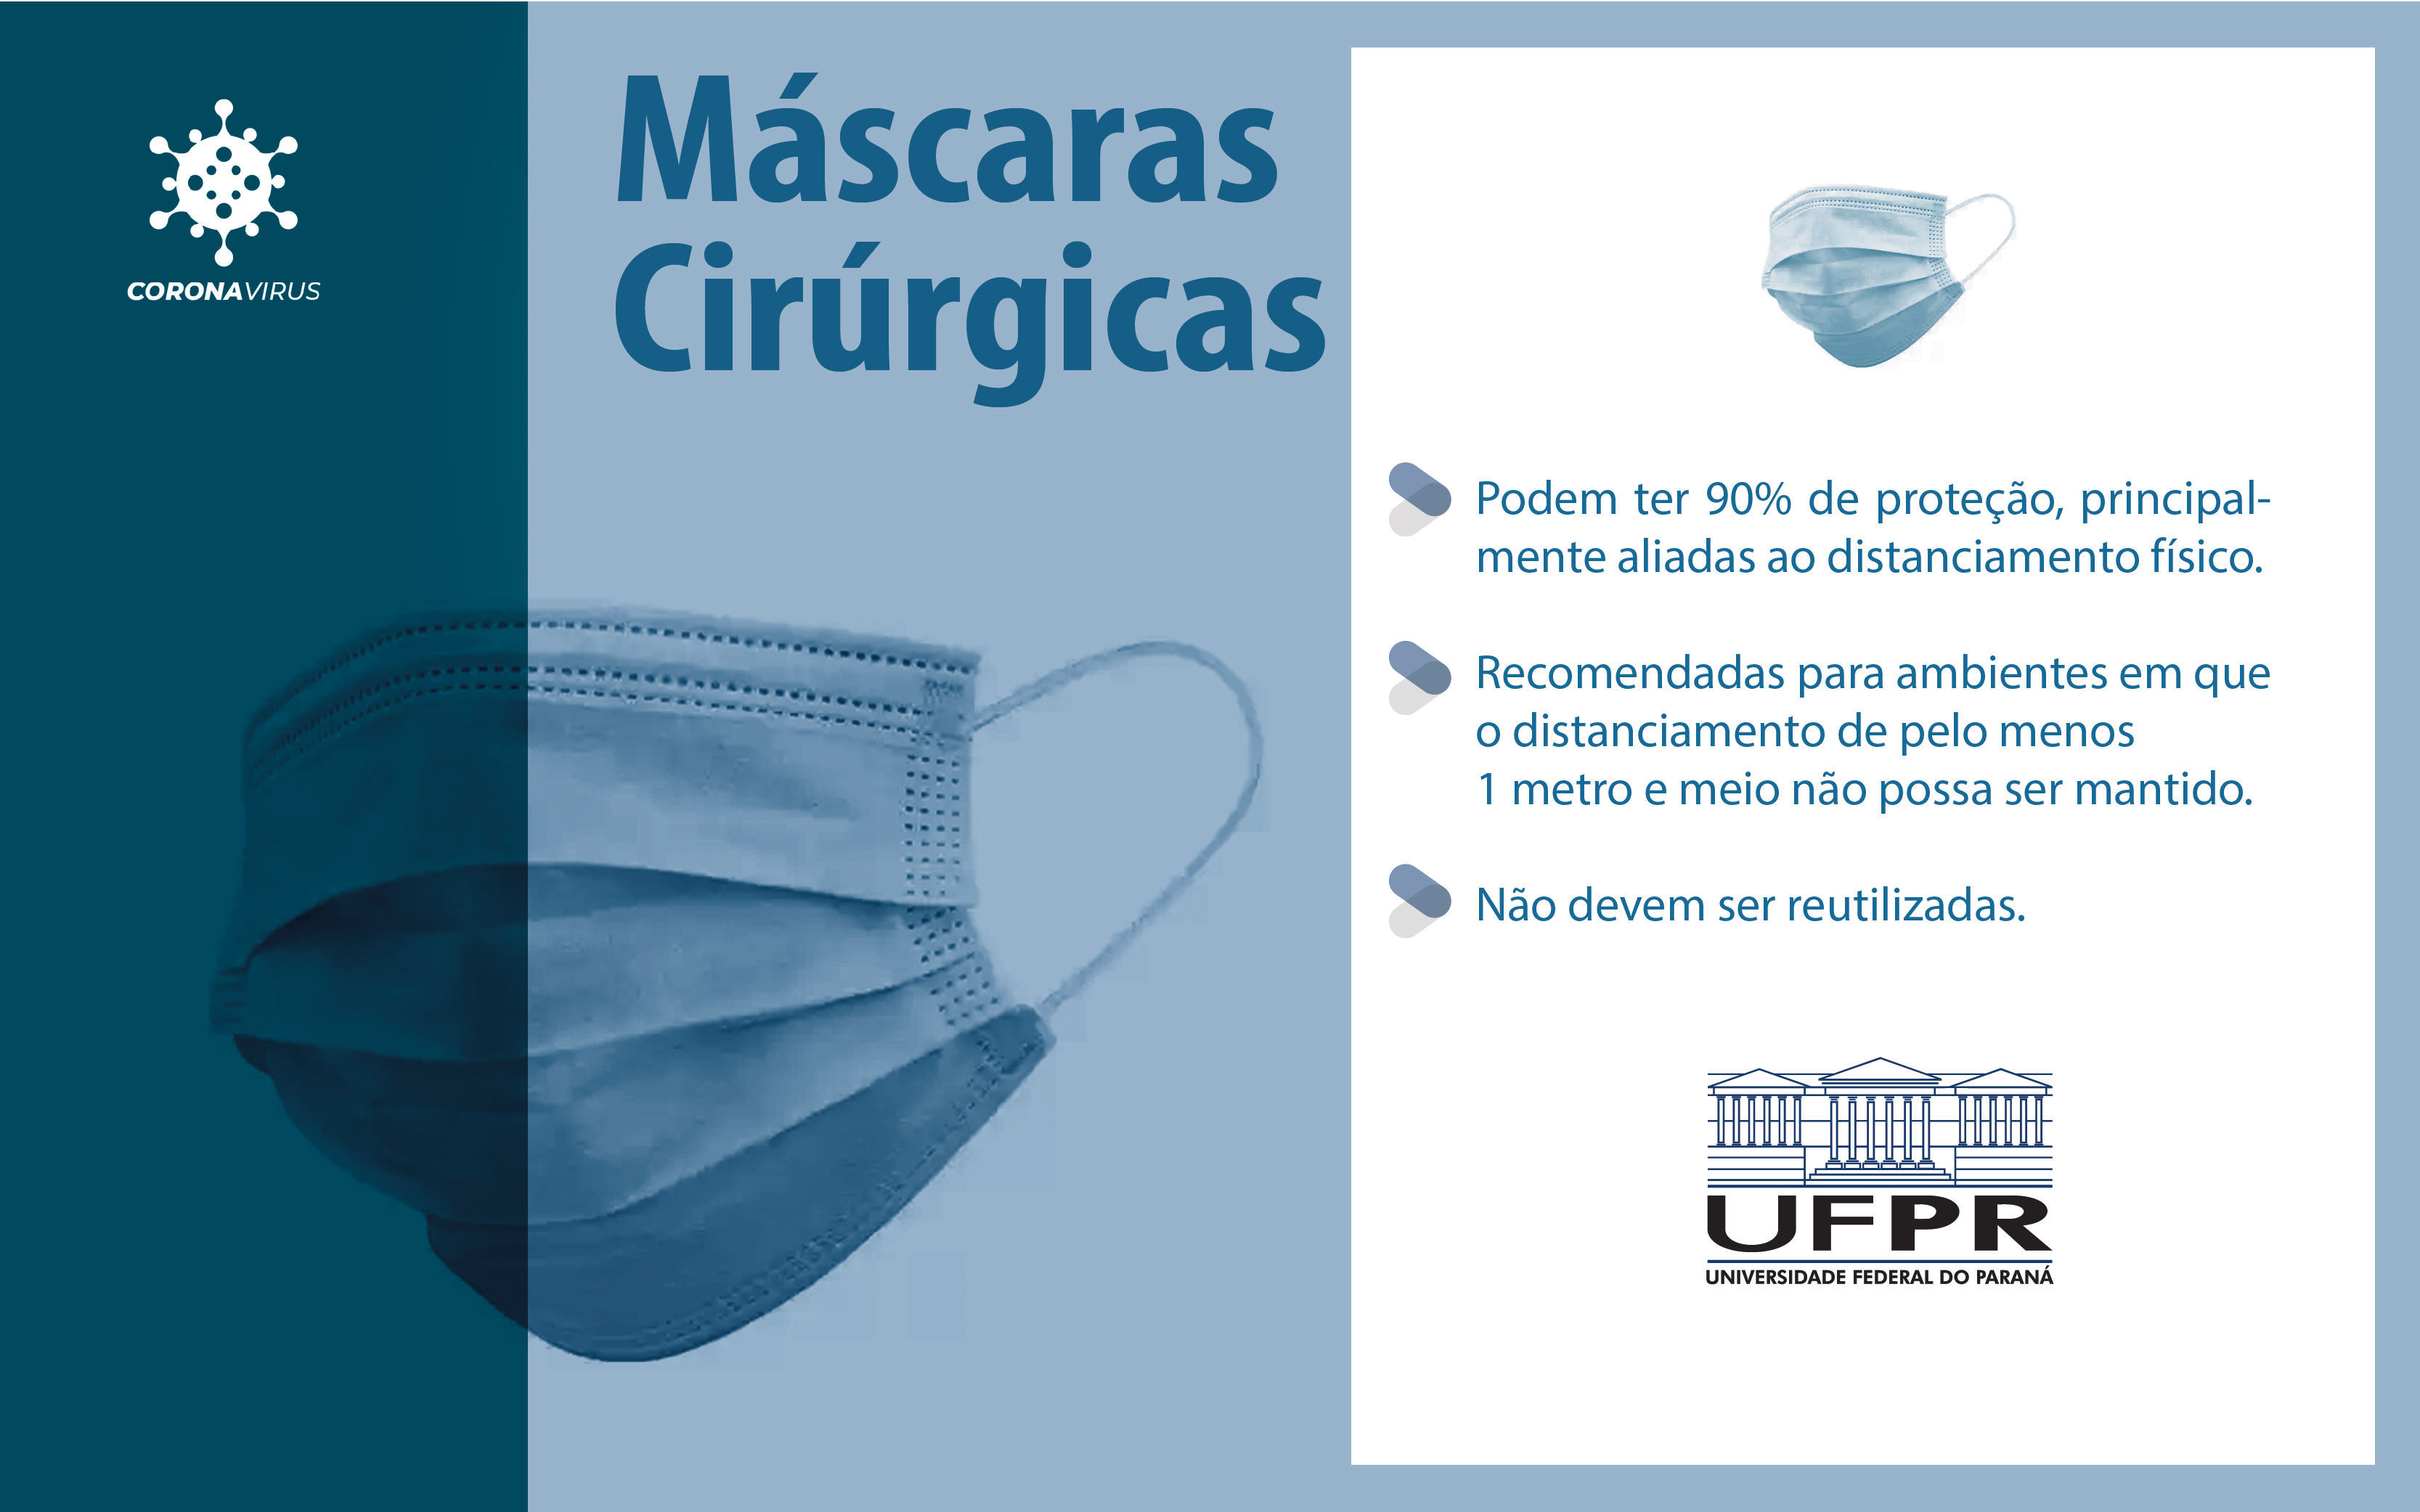 CORONAVIRUS
Máscaras
Cirúrgicas
Podem ter 90% de proteção, principal-
mente aliadas ao distanciamento físico.
Recomendadas para ambientes em que
o distanciamento de pelo menos
1 metro e meio não possa ser mantido.
Não devem ser reutilizadas.
UFPR
UNIVERSIDADE FEDERAL DO PARANÁ